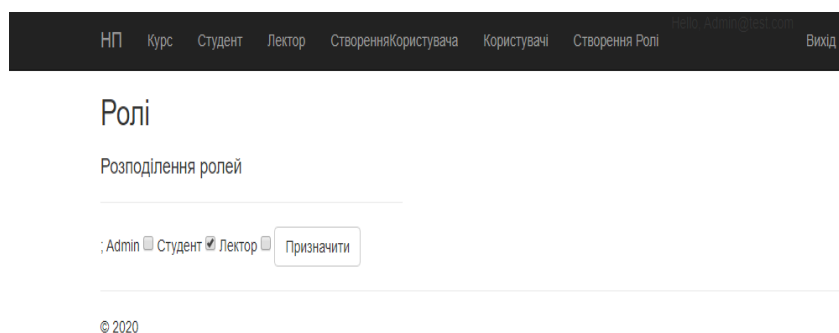 НП Курс Студент Лектор СтворенняКористувача Користувачі Створення Ролі Hello, Admin@test.com Вихід
Ролі
Розподілення ролей
; Admin Студент Лектор Призначити
© 2020